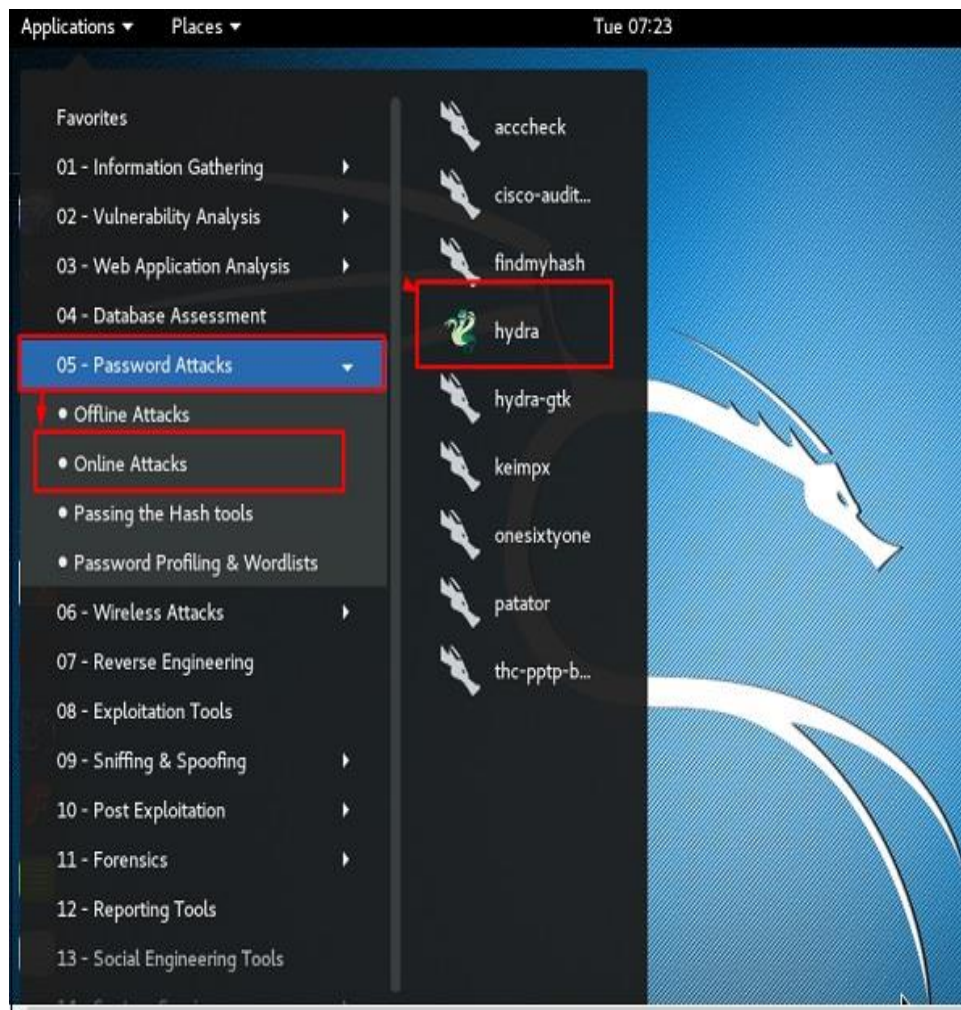 Applications Places Tue 07:23
Favorites
01 - Information Gathering
02 - Vulnerability Analysis
03 - Web Application Analysis
04 - Database Assessment
05 - Password Attacks
• Offline Attacks
• Online Attacks
• Passing the Hash tools
• Password Profiling & Wordlists
06 - Wireless Attacks
07 - Reverse Engineering
08 - Exploitation Tools
09 - Sniffing & Spoofing
10 - Post Exploitation
11 - Forensics
12 - Reporting Tools
13 - Social Engineering Tools
acccheck
cisco-audit...
findmyhash
hydra
hydra-gtk
keimpx
onesixtyone
patator
thc-pptp-b...